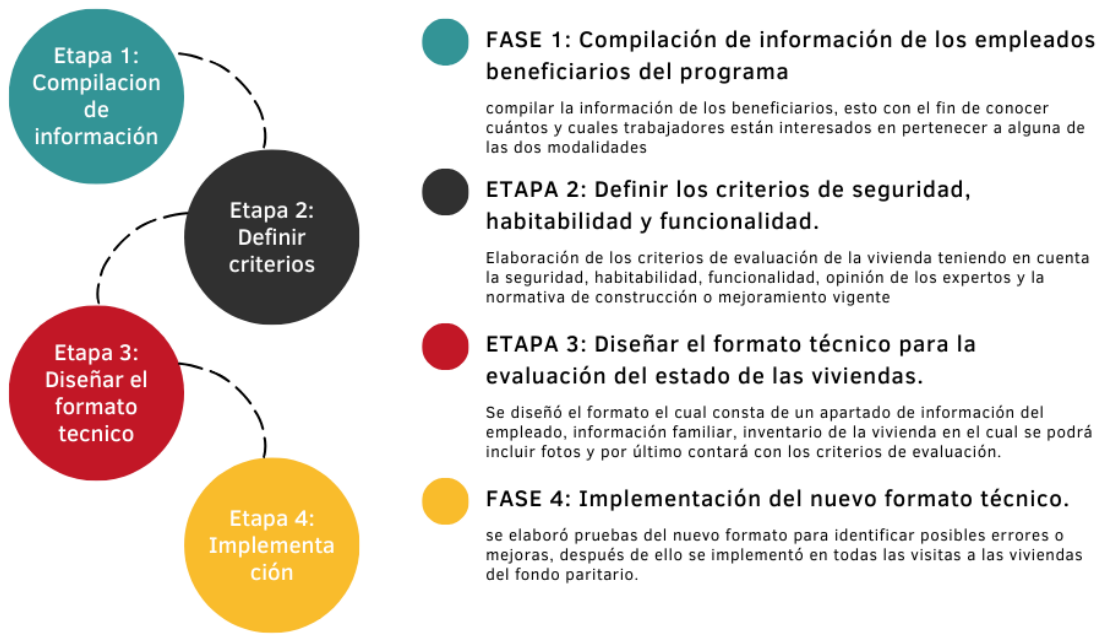 Etapa 1:
Compilacion
de
información
Etapa 2:
Definir
criterios
Etapa 3:
Diseñar el
formato
tecnico
Etapa 4:
Implementa
ción
FASE 1: Compilación de información de los empleados
beneficiarios del programa
compilar la información de los beneficiarios, esto con el fin de conocer
cuántos y cuales trabajadores están interesados en pertenecer a alguna de
las dos modalidades
ETAPA 2: Definir los criterios de seguridad,
habitabilidad y funcionalidad.
Elaboración de los criterios de evaluación de la vivienda teniendo en cuenta
la seguridad, habitabilidad, funcionalidad, opinión de los expertos y la
normativa de construcción o mejoramiento vigente
ETAPA 3: Diseñar el formato técnico para la
evaluación del estado de las viviendas.
Se diseñó el formato el cual consta de un apartado de información del
empleado, información familiar, inventario de la vivienda en el cual se podrá
incluir fotos y por último contará con los criterios de evaluación.
FASE 4: Implementación del nuevo formato técnico.
se elaboró pruebas del nuevo formato para identificar posibles errores o
mejoras, después de ello se implementó en todas las visitas a las viviendas
del fondo paritario.